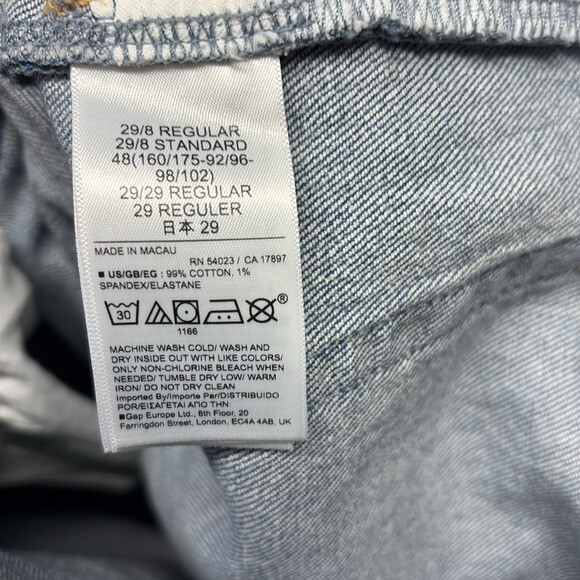 29/8 REGULAR
29/8 STANDARD
48(160/175-92/96-
98/102)
29/29 REGULAR
29 REGULER
日本 29
MADE IN MACAU
RN 54023 / CA 17897
■ US/GB/EG : 99% COTTON. 1%
SPANDEX/ELASTANE
30
®
1166
MACHINE WASH COLD/ WASH AND
DRY INSIDE OUT WITH LIKE COLORS/
ONLY NON-CHLORINE BLEACH WHEN
NEEDED/ TUMBLE DRY LOW/ WARM
IRON/ DO NOT DRY CLEAN
Imported By/Importe Par/DISTRIBUIDO
POR/ΕΙΣΑΓΕΤΑΙ ΑΠΟ ΤΗΝ:
■Gap Europe Ltd., 6th Floor, 20
Farringdon Street, London, EC4A 4AB, UK